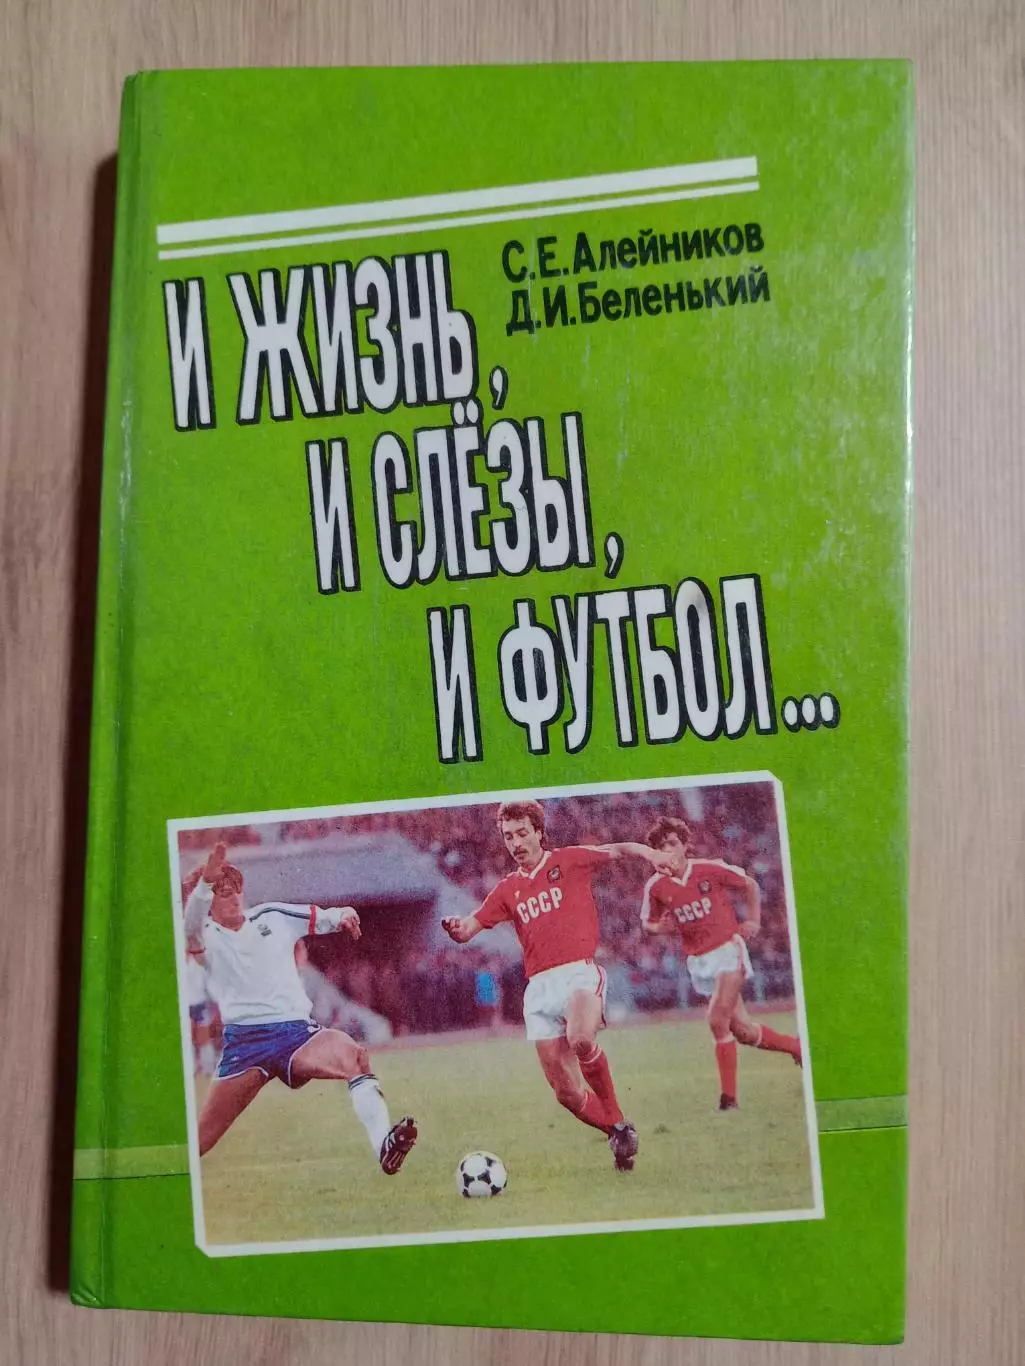 С.Е.Алейников
Д.И.Беленький
И ЖИЗНЬ,
И СЛЁЗЫ,
И ФУТБОЛ...
СССР
СССР